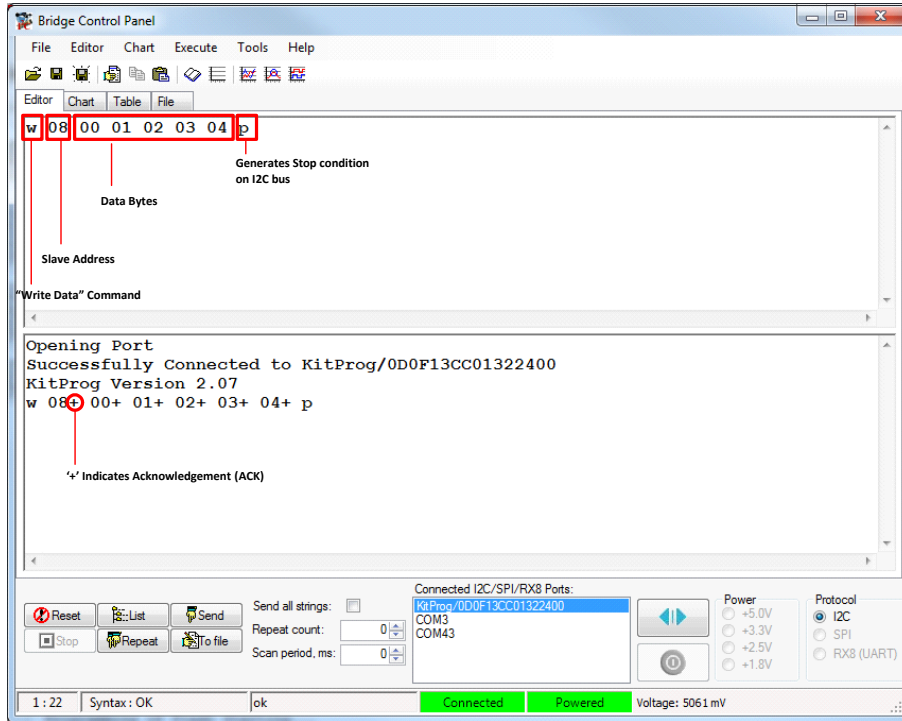 Bridge Control Panel
File Editor Chart Execute Tools Help
Editor Chart Table File
w 08 00 01 02 03 04 p
Generates Stop condition
on I2C bus
Data Bytes
Slave Address
“Write Data” Command
Opening Port
Successfully Connected to KitProg/0D0F13CC01322400
KitProg Version 2.07
w 08+ 00+ 01+ 02+ 03+ 04+ p
‘+’ Indicates Acknowledgement (ACK)
Connected I2C/SPI/RX8 Ports:
Reset List Send
Stop Repeat To file
Send all strings:
Repeat count: 0
Scan period, ms: 0
KitProg/0D0F13CC01322400
COM3
COM43
Power
+5.0V
+3.3V
+2.5V
+1.8V
Protocol
I2C
SPI
RX8 (UART)
1 : 22 Syntax : OK ok Connected Powered Voltage: 5061 mV